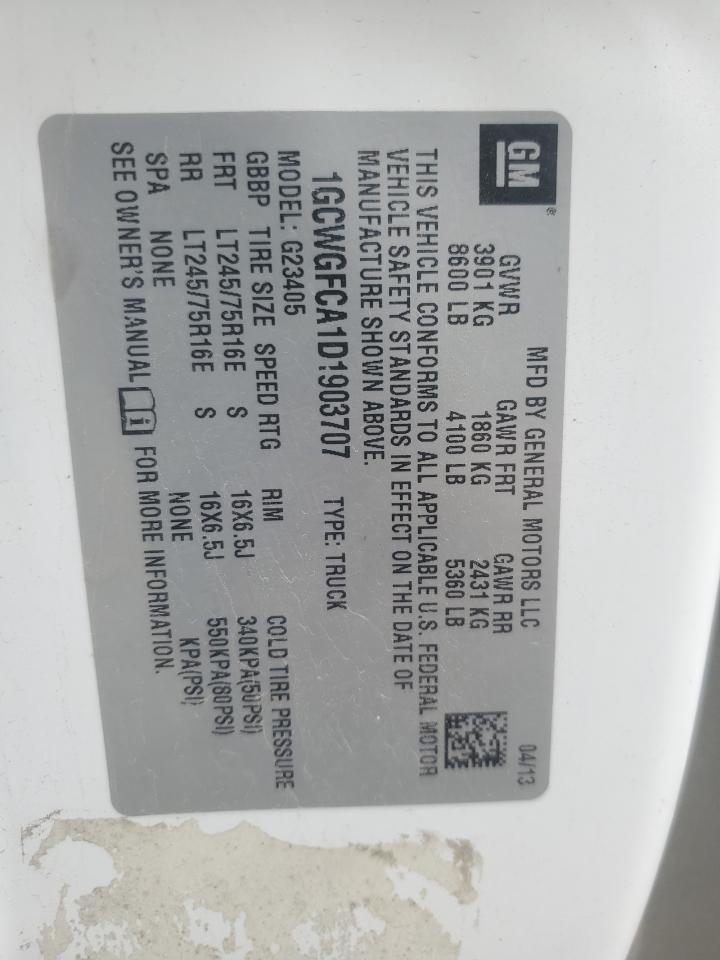 GM
®
MFD BY GENERAL MOTORS LLC
04/13
GVWR GAWR FRT GAWR RR
3901 KG 1860 KG 2431 KG
8600 LB 4100 LB 5360 LB
THIS VEHICLE CONFORMS TO ALL APPLICABLE U.S. FEDERAL MOTOR
VEHICLE SAFETY STANDARDS IN EFFECT ON THE DATE OF
MANUFACTURE SHOWN ABOVE.
1GCWGFCA1D1903707 TYPE: TRUCK
MODEL: G23405
GBBP TIRE SIZE SPEED RTG RIM COLD TIRE PRESSURE
FRT LT245/75R16E S 16X6.5J 340KPA(50PSI)
RR LT245/75R16E S 16X6.5J 550KPA(80PSI)
SPA NONE NONE KPA(PSI)
SEE OWNER'S MANUAL FOR MORE INFORMATION.